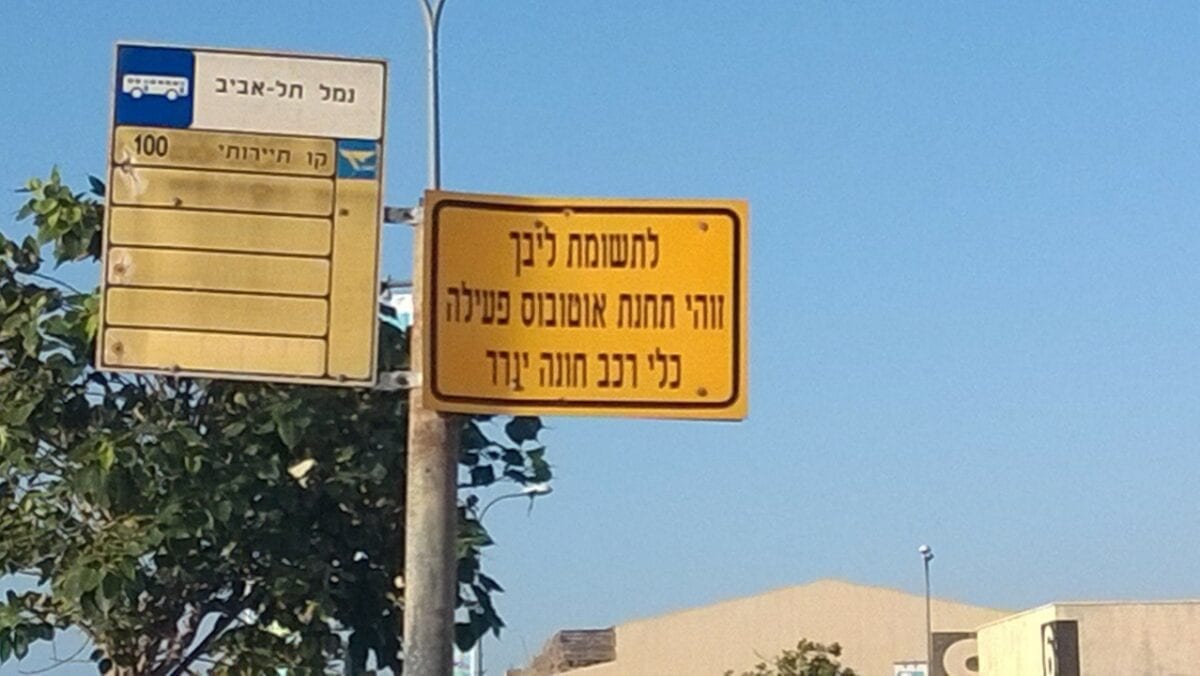 נמל תל-אביב
קו תיירותי 100
לתשומת ליבך
זוהי תחנת אוטובוס פעילה
כלי רכב חונה יגרר